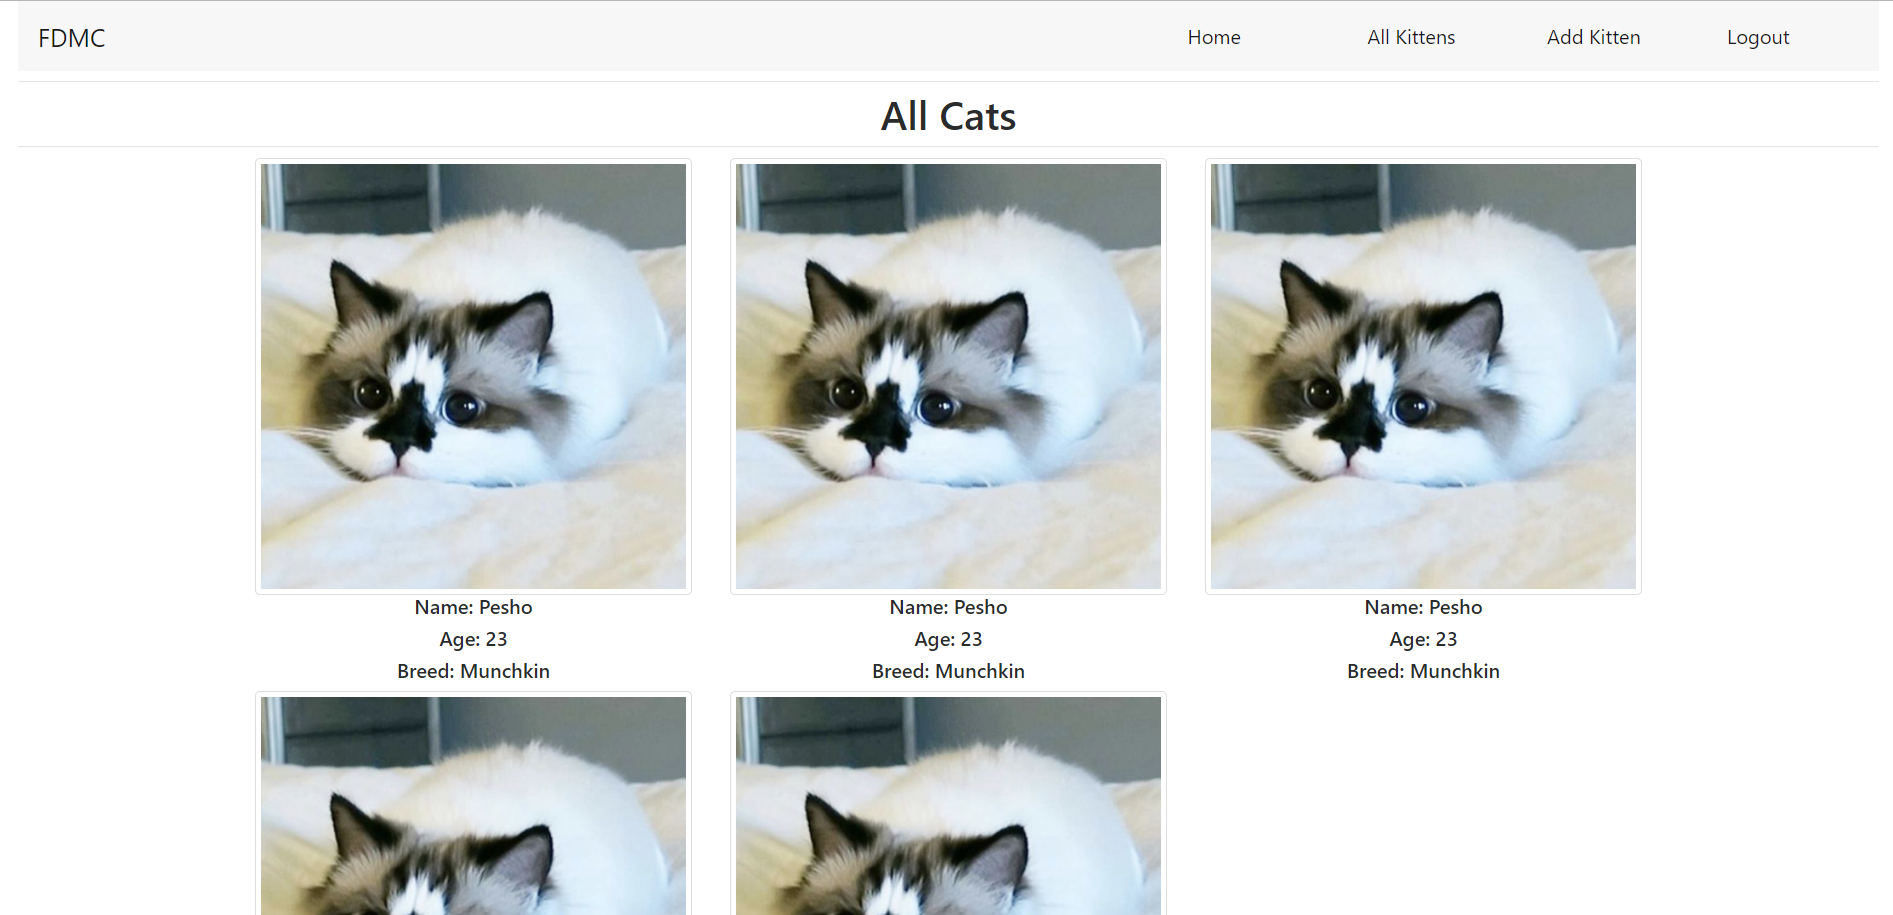 FDMC Home All Kittens Add Kitten Logout
All Cats
Name: Pesho Name: Pesho Name: Pesho
Age: 23 Age: 23 Age: 23
Breed: Munchkin Breed: Munchkin Breed: Munchkin